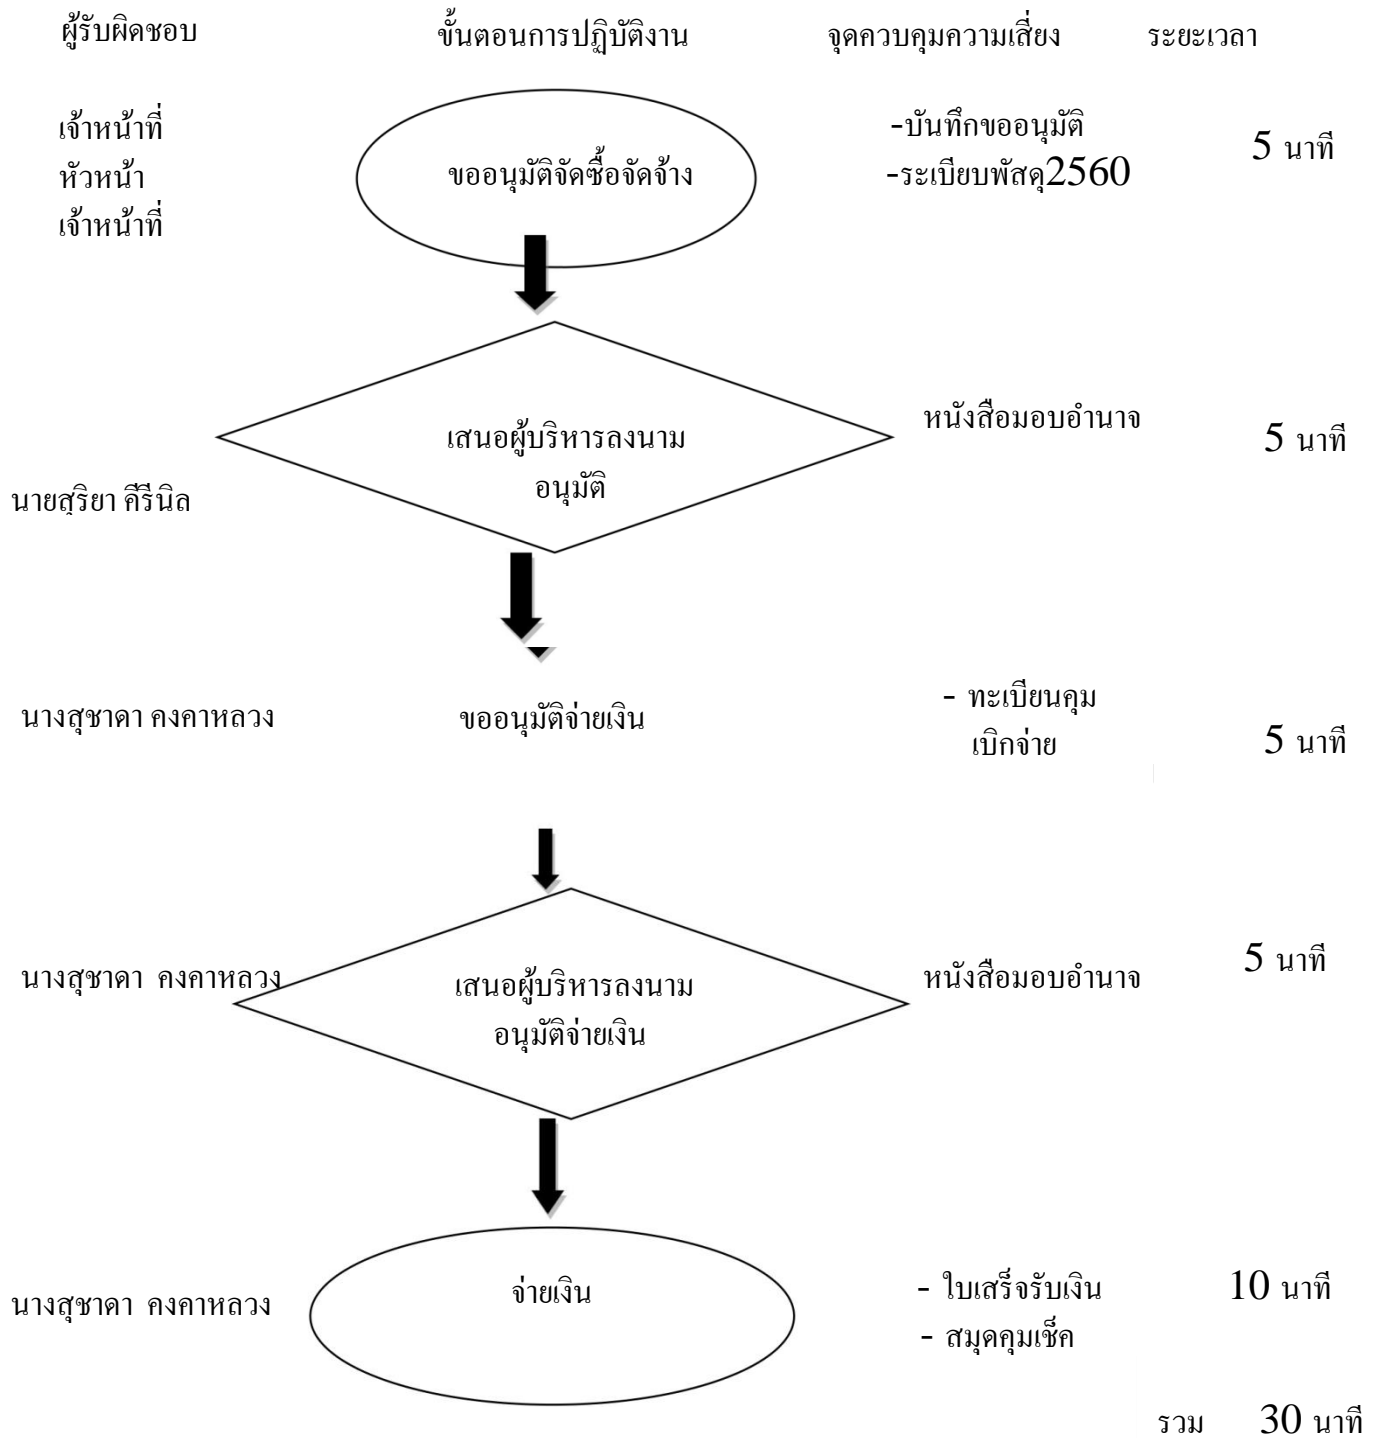 ผู้รับผิดชอบ ขั้นตอนการปฏิบัติงาน จุดควบคุมความเสี่ยง ระยะเวลา
เจ้าหน้าที่
หัวหน้า
เจ้าหน้าที่
ขออนุมัติจัดซื้อจัดจ้าง
-บันทึกขออนุมัติ
-ระเบียบพัสดุ2560
5 นาที
นายสุริยา คีรีนิล
เสนอผู้บริหารลงนาม
อนุมัติ
หนังสือมอบอำนาจ
5 นาที
นางสุชาดา คงคาหลวง
ขออนุมัติจ่ายเงิน
- ทะเบียนคุม
เบิกจ่าย
5 นาที
นางสุชาดา คงคาหลวง
เสนอผู้บริหารลงนาม
อนุมัติจ่ายเงิน
หนังสือมอบอำนาจ
5 นาที
นางสุชาดา คงคาหลวง
จ่ายเงิน
- ใบเสร็จรับเงิน
- สมุดคุมเช็ค
10 นาที
รวม 30 นาที